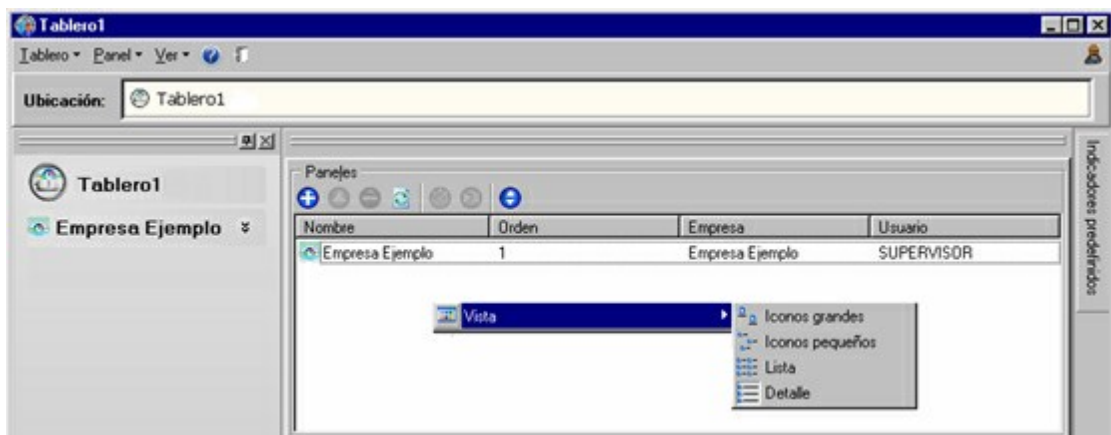 Tablero1
Tablero Panel Ver
Ubicación: Tablero1
Tablero1
Empresa Ejemplo
Paneles
Nombre Orden Empresa Usuario
Empresa Ejemplo 1 Empresa Ejemplo SUPERVISOR
Vista
Iconos grandes
Iconos pequeños
Lista
Detalle
Indicadores predefinidos